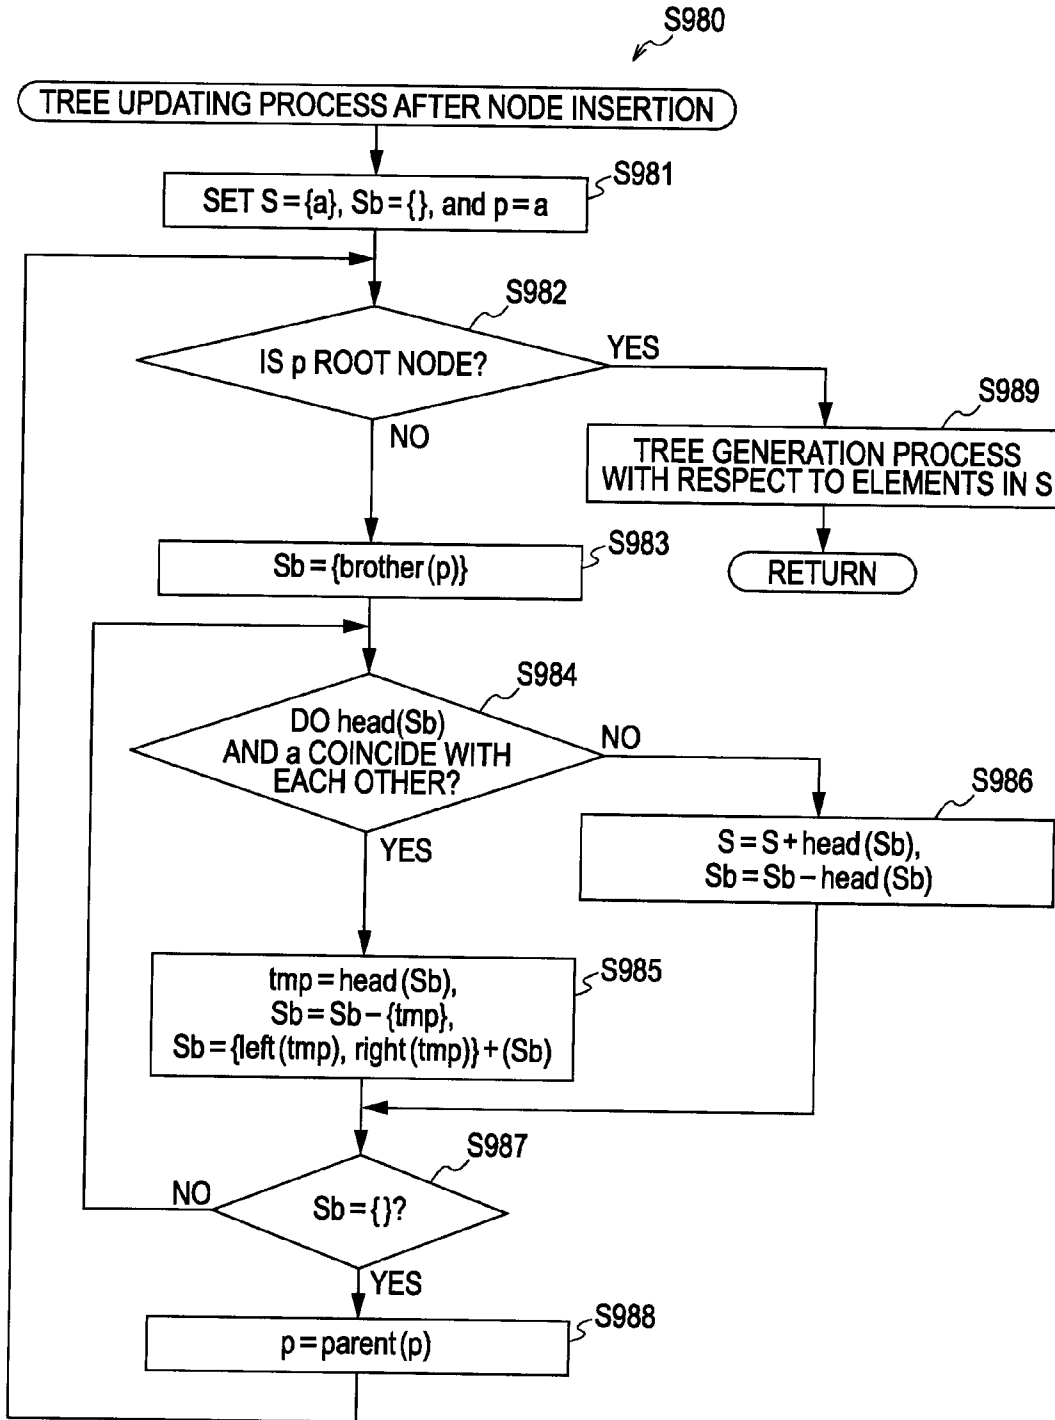 S980
TREE UPDATING PROCESS AFTER NODE INSERTION
S981
SET S = {a}, Sb = {}, and p = a
S982
IS p ROOT NODE?
YES
NO
S989
TREE GENERATION PROCESS
WITH RESPECT TO ELEMENTS IN S
RETURN
S983
Sb = {brother (p)}
S984
DO head(Sb)
AND a COINCIDE WITH
EACH OTHER?
NO
YES
S986
S = S + head (Sb),
Sb = Sb – head (Sb)
S985
tmp = head (Sb),
Sb = Sb – {tmp},
Sb = {left (tmp), right (tmp)} + (Sb)
S987
Sb = {}?
NO
YES
S988
p = parent (p)